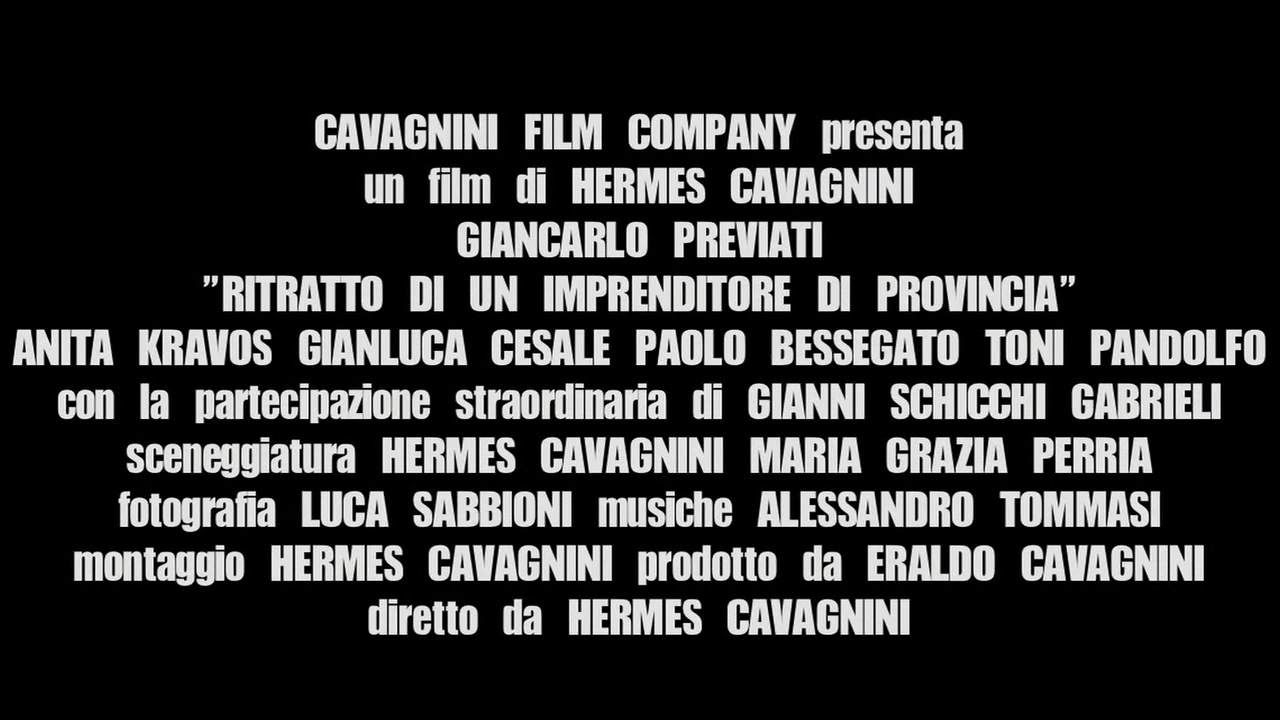 CAVAGNINI FILM COMPANY presenta
un film di HERMES CAVAGNINI
GIANCARLO PREVIATI
”RITRATTO DI UN IMPRENDITORE DI PROVINCIA”
ANITA KRAVOS GIANLUCA CESALE PAOLO BESSEGATO TONI PANDOLFO
con la partecipazione straordinaria di GIANNI SCHICCHI GABRIELI
sceneggiatura HERMES CAVAGNINI MARIA GRAZIA PERRIA
fotografia LUCA SABBIONI musiche ALESSANDRO TOMMASI
montaggio HERMES CAVAGNINI prodotto da ERALDO CAVAGNINI
diretto da HERMES CAVAGNINI